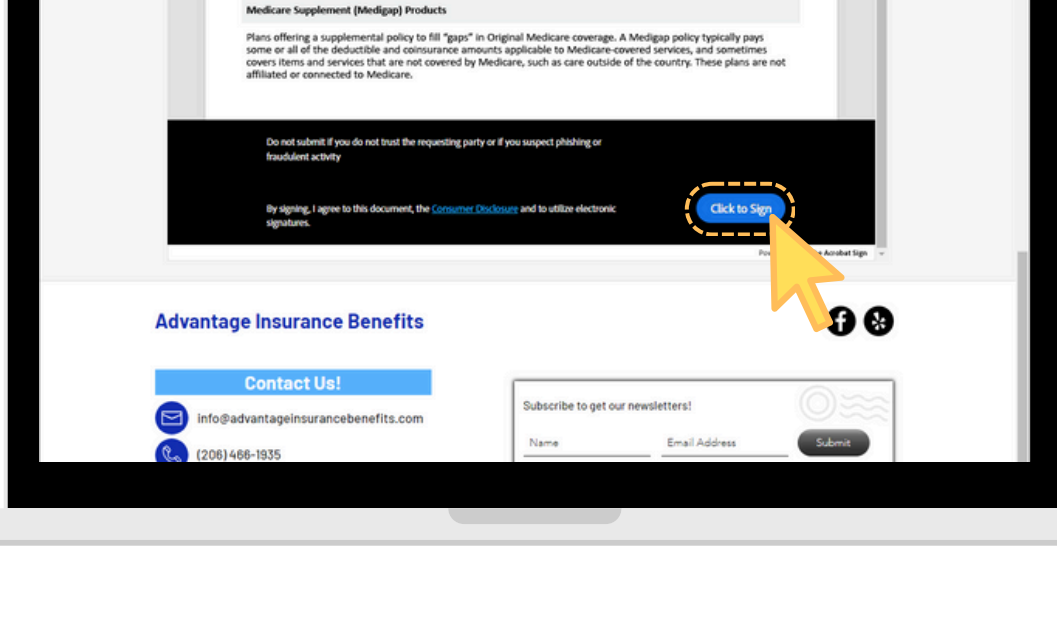 Medicare Supplement (Medigap) Products
Plans offering a supplemental policy to fill "gaps" in Original Medicare coverage. A Medigap policy typically pays
some or all of the deductible and coinsurance amounts applicable to Medicare-covered services, and sometimes
covers items and services that are not covered by Medicare, such as care outside of the country. These plans are not
affiliated or connected to Medicare.
Do not submit if you do not trust the requesting party or if you suspect phishing or
fraudulent activity
By signing, I agree to this document, the Consumer Disclosure and to utilize electronic
signatures.
Click to Sign
Acrobat Sign
Advantage Insurance Benefits
Contact Us!
info@advantageinsurancebenefits.com
(206) 466-1935
Subscribe to get our newsletters!
Name
Email Address
Submit